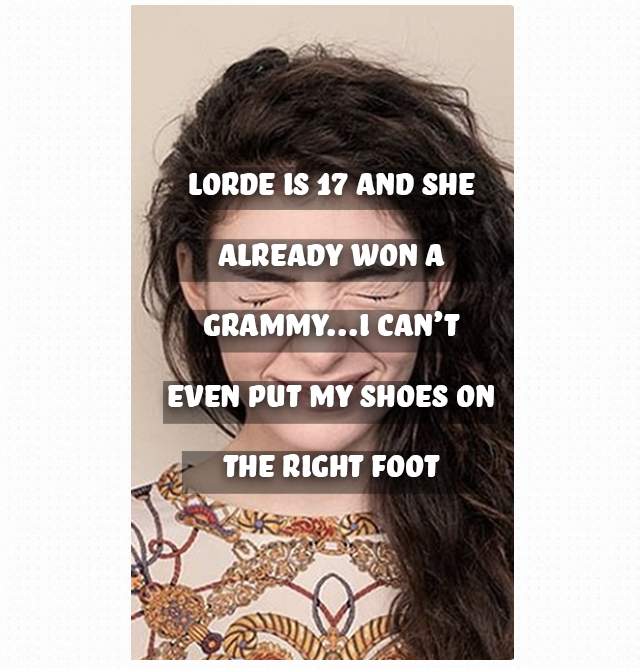 LORDE IS 17 AND SHE
ALREADY WON A
GRAMMY...I CAN'T
EVEN PUT MY SHOES ON
THE RIGHT FOOT